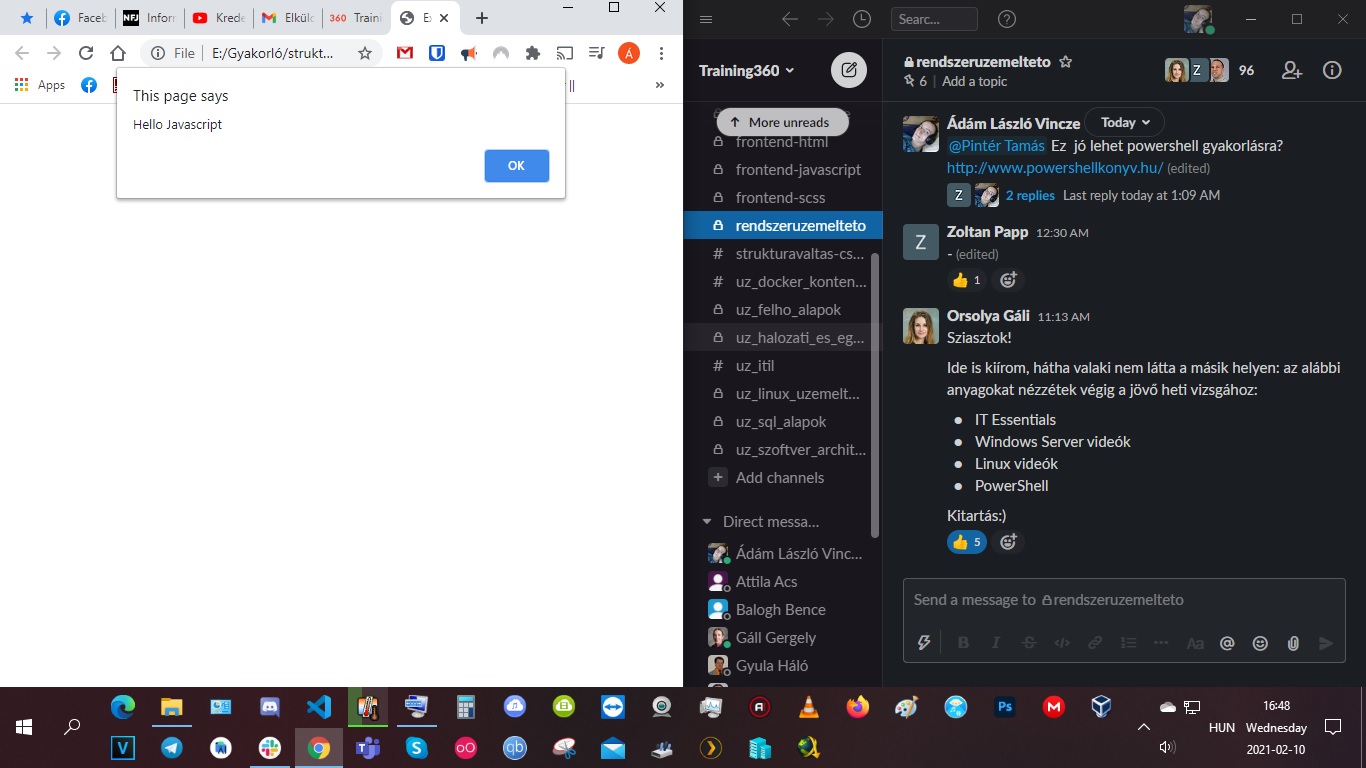 Faceb
NFJ
Inforr
Krede
Elkülc
360
Traini
Ex
File
E:/Gyakorló/strukt...
Á
Apps
This page says
Hello Javascript
OK
Searc...
Training360
More unreads
frontend-html
frontend-javascript
frontend-scss
rendszeruzemelteto
# strukturavaltas-cs...
# uz_docker_konten...
uz_felho_alapok
uz_halozati_es_eg...
# uz_itil
uz_linux_uzemelt...
uz_sql_alapok
uz_szoftver_archit...
+ Add channels
Direct messa...
Ádám László Vinc...
Attila Acs
Balogh Bence
Gáll Gergely
Gyula Háló
rendszeruzemelteto
6 | Add a topic
Z
96
Ádám László Vincze
Today
@Pintér Tamás Ez jó lehet powershell gyakorlásra?
http://www.powershellkonyv.hu/ (edited)
Z
2 replies Last reply today at 1:09 AM
Z
Zoltan Papp 12:30 AM
- (edited)
1
Orsolya Gáli 11:13 AM
Sziasztok!
Ide is kiírom, hátha valaki nem látta a másik helyen: az alábbi
anyagokat nézzétek végig a jövő heti vizsgához:
• IT Essentials
• Windows Server videók
• Linux videók
• PowerShell
Kitartás:)
5
Send a message to rendszeruzemelteto
B I S Aa @
Ps
V
qb
16:48
HUN Wednesday
2021-02-10